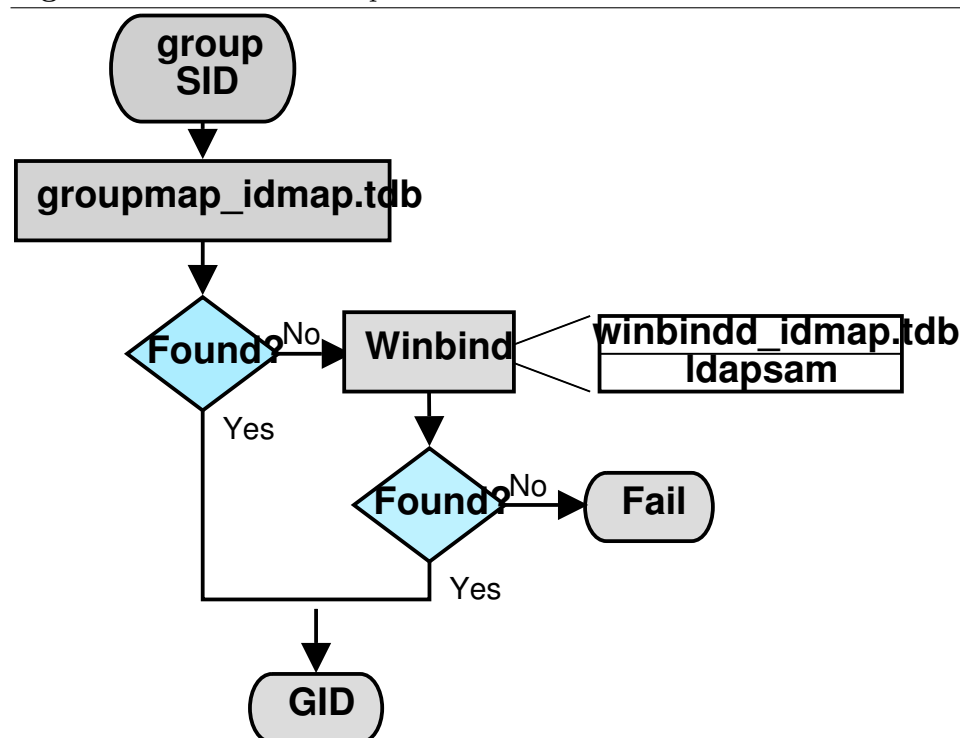 group
SID
groupmap_idmap.tdb
Found?
No
Winbind
winbindd_idmap.tdb
ldapsam
Yes
Found?
No
Fail
Yes
GID